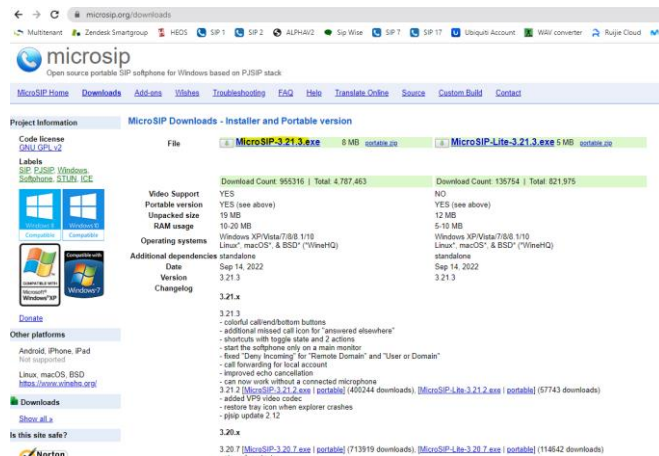 microsip.org/downloads
Multitenant Zendesk Smartgroup HEOS SIP 1 SIP 2 ALPHAV2 Sip Wise SIP 7 SIP 17 Ubiquiti Account WAV converter Ruijie Cloud
microsip
Open source portable SIP softphone for Windows based on PJSIP stack
MicroSIP Home Downloads Add-ons Wishes Troubleshooting FAQ Help Translate Online Source Custom Build Contact
Project Information
Code license
GNU GPL v2
Labels
SIP, PJSIP, Windows,
Softphone, STUN, ICE
Windows 8 Windows 10
Compatible Compatible
Compatible with
Microsoft
Windows XP Windows 7
Donate
Other platforms
Android, iPhone, iPad
Not supported
Linux, macOS, BSD
https://www.winehq.org/
Downloads
Show all »
Is this site safe?
Norton
MicroSIP Downloads - Installer and Portable version
File MicroSIP-3.21.3.exe 8 MB portable zip MicroSIP-Lite-3.21.3.exe 5 MB portable zip
Download Count: 955316 | Total: 4,787,463 Download Count: 135754 | Total: 821,975
Video Support YES NO
Portable version YES (see above) YES (see above)
Unpacked size 19 MB 12 MB
RAM usage 10-20 MB 5-10 MB
Operating systems Windows XP/Vista/7/8/8.1/10 Windows XP/Vista/7/8/8.1/10
Linux*, macOS*, & BSD* (*WineHQ) Linux*, macOS*, & BSD* (*WineHQ)
Additional dependencies standalone standalone
Date Sep 14, 2022 Sep 14, 2022
Version 3.21.3 3.21.3
Changelog
3.21.x
3.21.3
- colorful call/end/bottom buttons
- additional missed call icon for "answered elsewhere"
- shortcuts with toggle state and 2 actions
- start the softphone only on a main monitor
- fixed "Deny Incoming" for "Remote Domain" and "User or Domain"
- call forwarding for local account
- improved echo cancellation
- can now work without a connected microphone
3.21.2 [MicroSIP-3.21.2.exe | portable] (400244 downloads), [MicroSIP-Lite-3.21.2.exe | portable] (57743 downloads)
- added VP9 video codec
- restore tray icon when explorer crashes
- pjsip update 2.12
3.20.x
3.20.7 [MicroSIP-3.20.7.exe | portable] (713919 downloads), [MicroSIP-Lite-3.20.7.exe | portable] (114642 downloads)